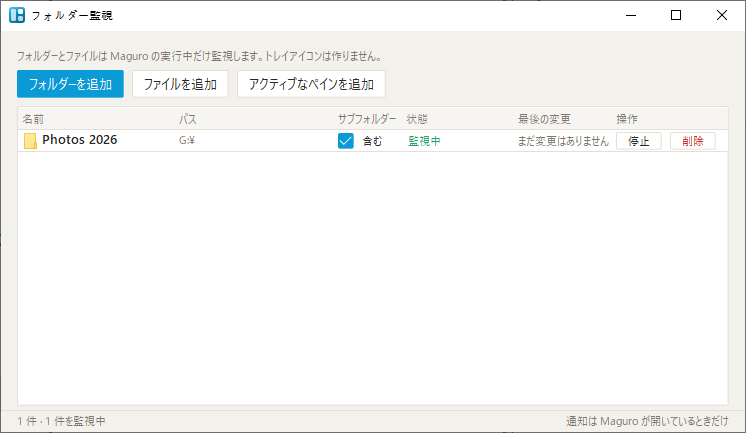 フォルダー監視
フォルダーとファイルは Maguro の実行中だけ監視します。トレイアイコンは作りません。
フォルダーを追加 ファイルを追加 アクティブなペインを追加
名前 パス サブフォルダー 状態 最後の変更 操作
Photos 2026 G:¥ 含む 監視中 まだ変更はありません 停止 削除
1 件 · 1 件を監視中 通知は Maguro が開いているときだけ